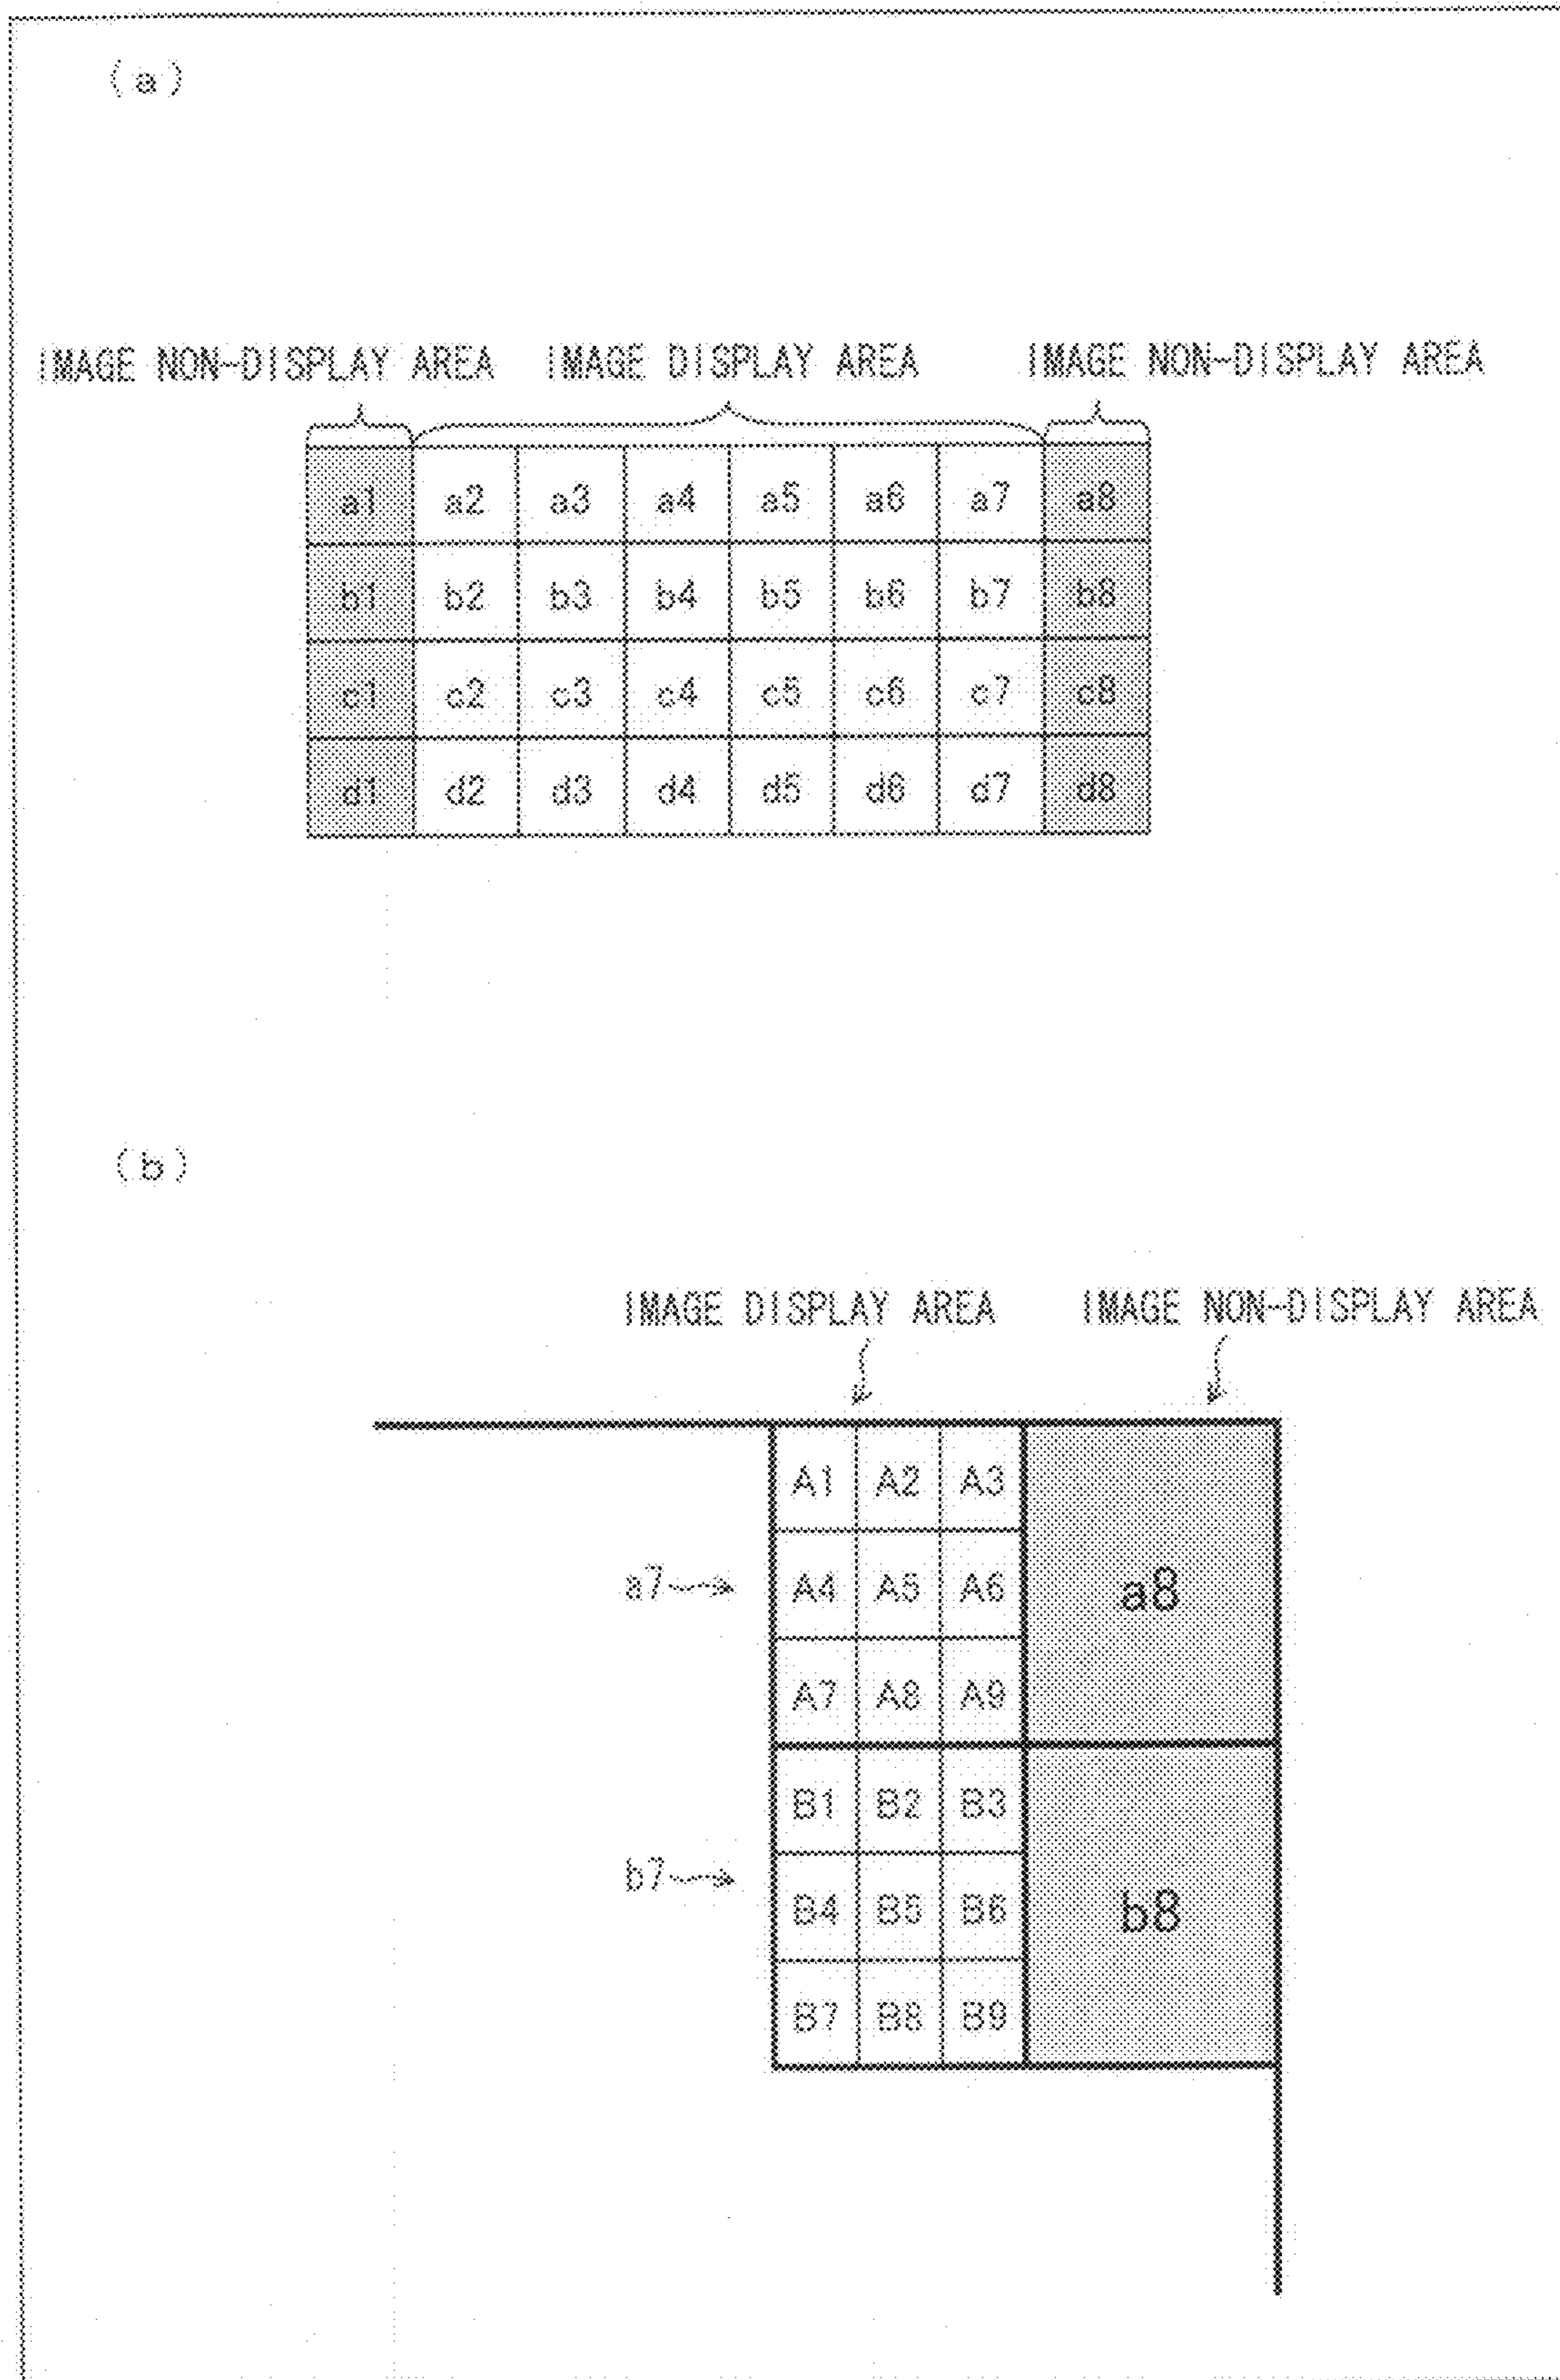 (a)
IMAGE NON-DISPLAY AREA IMAGE DISPLAY AREA IMAGE NON-DISPLAY AREA
a1 a2 a3 a4 a5 a6 a7 a8
b1 b2 b3 b4 b5 b6 b7 b8
c1 c2 c3 c4 c5 c6 c7 c8
d1 d2 d3 d4 d5 d6 d7 d8
(b)
IMAGE DISPLAY AREA IMAGE NON-DISPLAY AREA
A1 A2 A3
a7 A4 A5 A6 a8
A7 A8 A9
B1 B2 B3
b7 B4 B5 B6 b8
B7 B8 B9